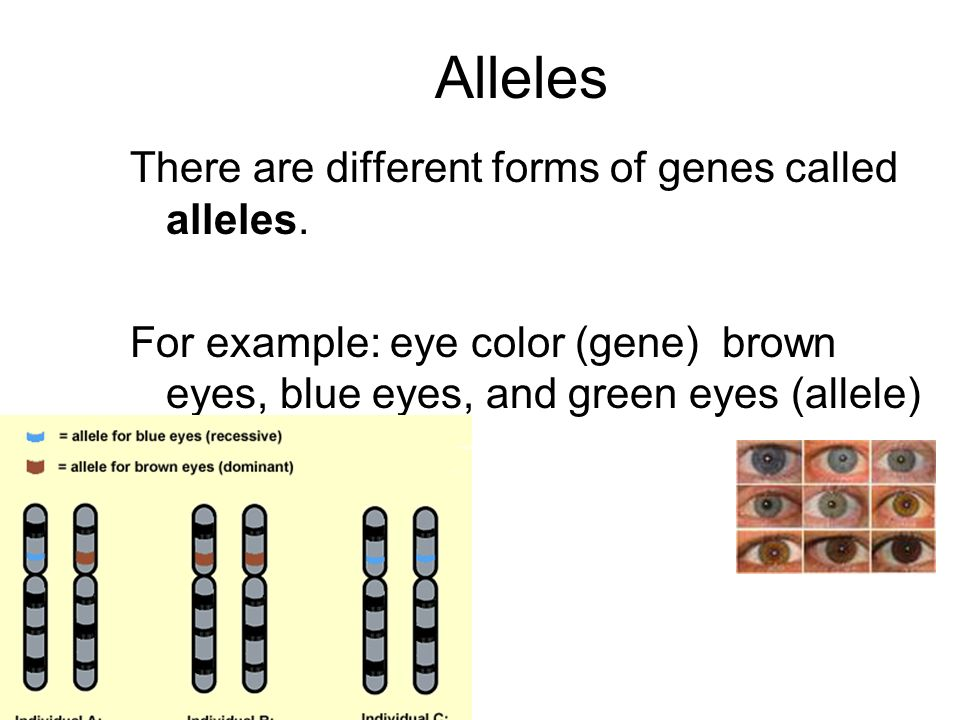 Alleles
There are different forms of genes called
alleles.
For example: eye color (gene) brown
eyes, blue eyes, and green eyes (allele)
= allele for blue eyes (recessive)
= allele for brown eyes (dominant)
Individual A:
Individual B:
Individual C: